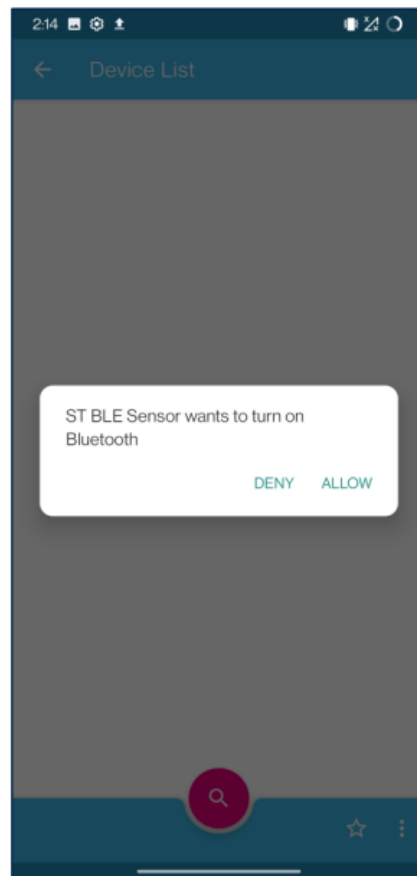 2:14
Device List
ST BLE Sensor wants to turn on
Bluetooth
DENY ALLOW